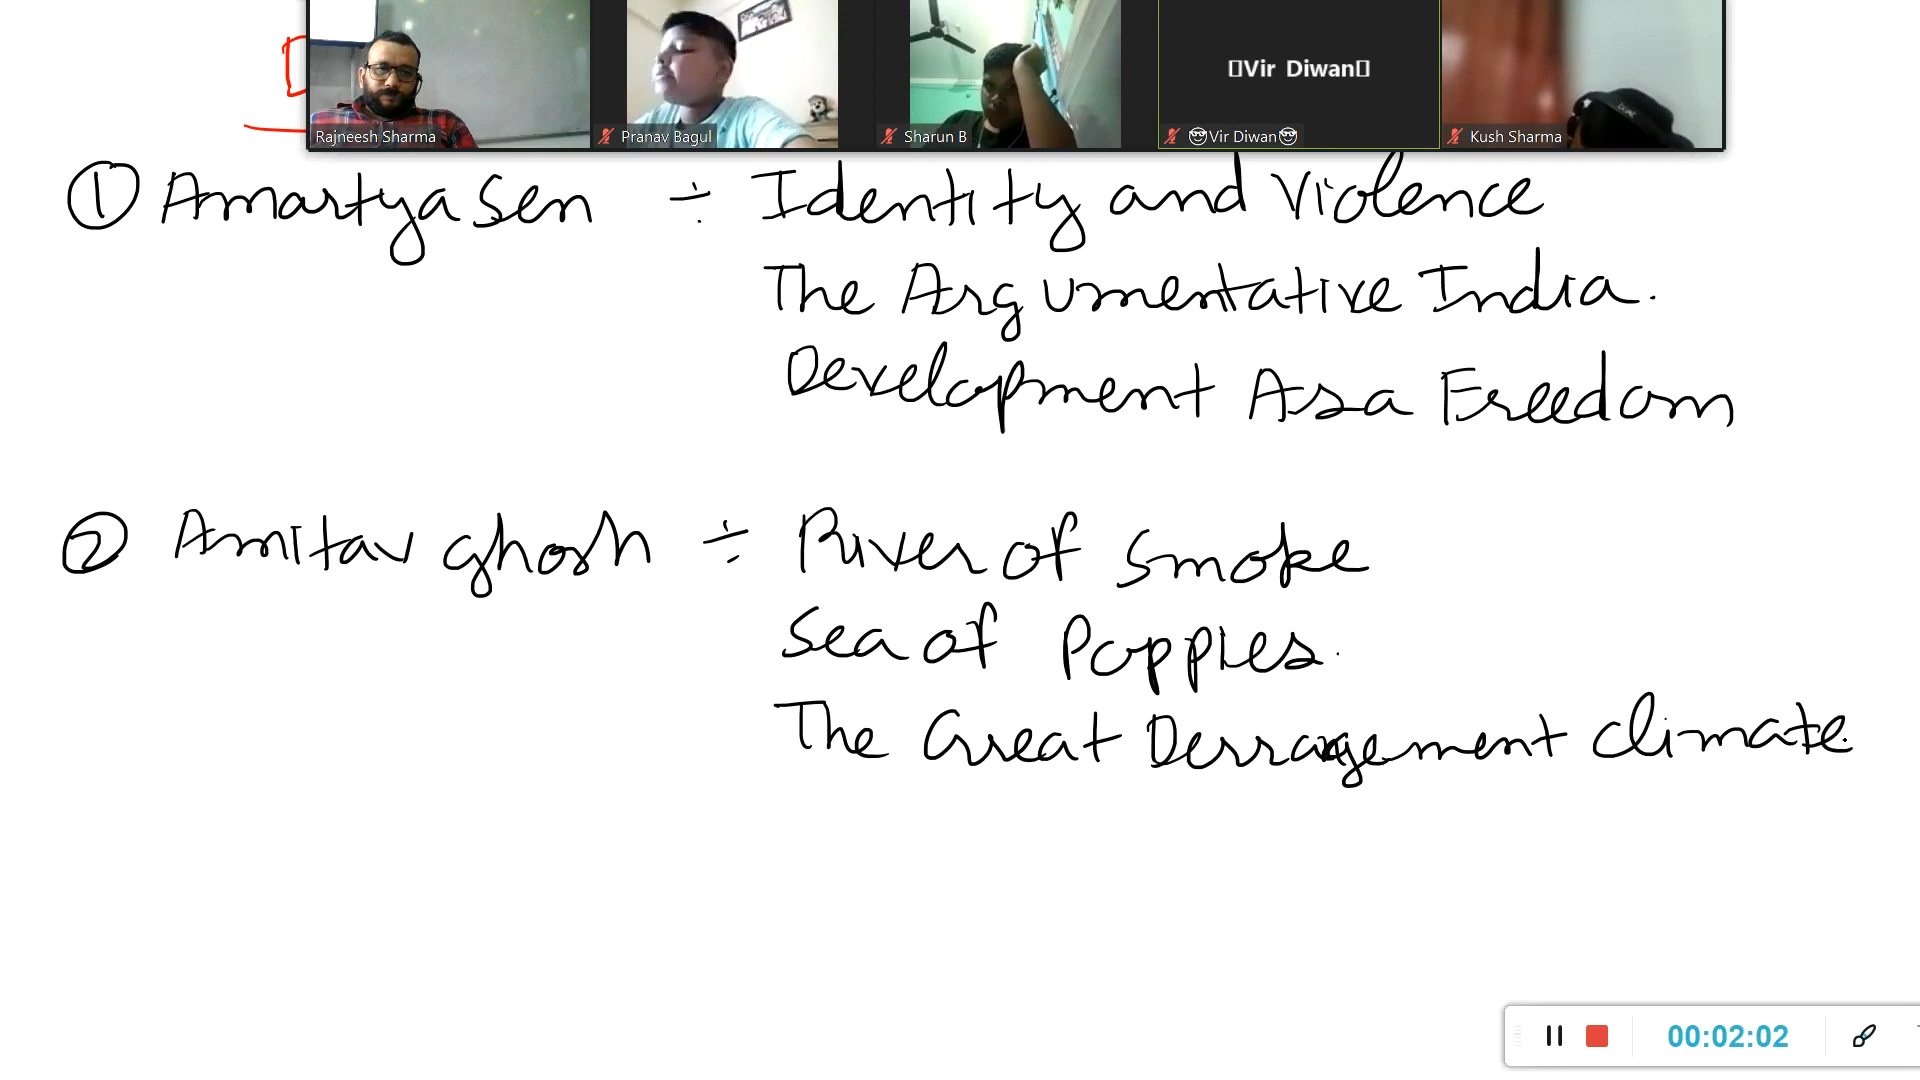 ▯Vir Diwan▯
Rajneesh Sharma
Pranav Bagul
Sharun B
😎Vir Diwan😎
Kush Sharma
① Amartya Sen ÷ Identity and Violence
The Argumentative India.
Development As a Freedom
② Amitav ghosh ÷ River of Smoke
Sea of Poppies.
The Great Derrangement climate.
00:02:02